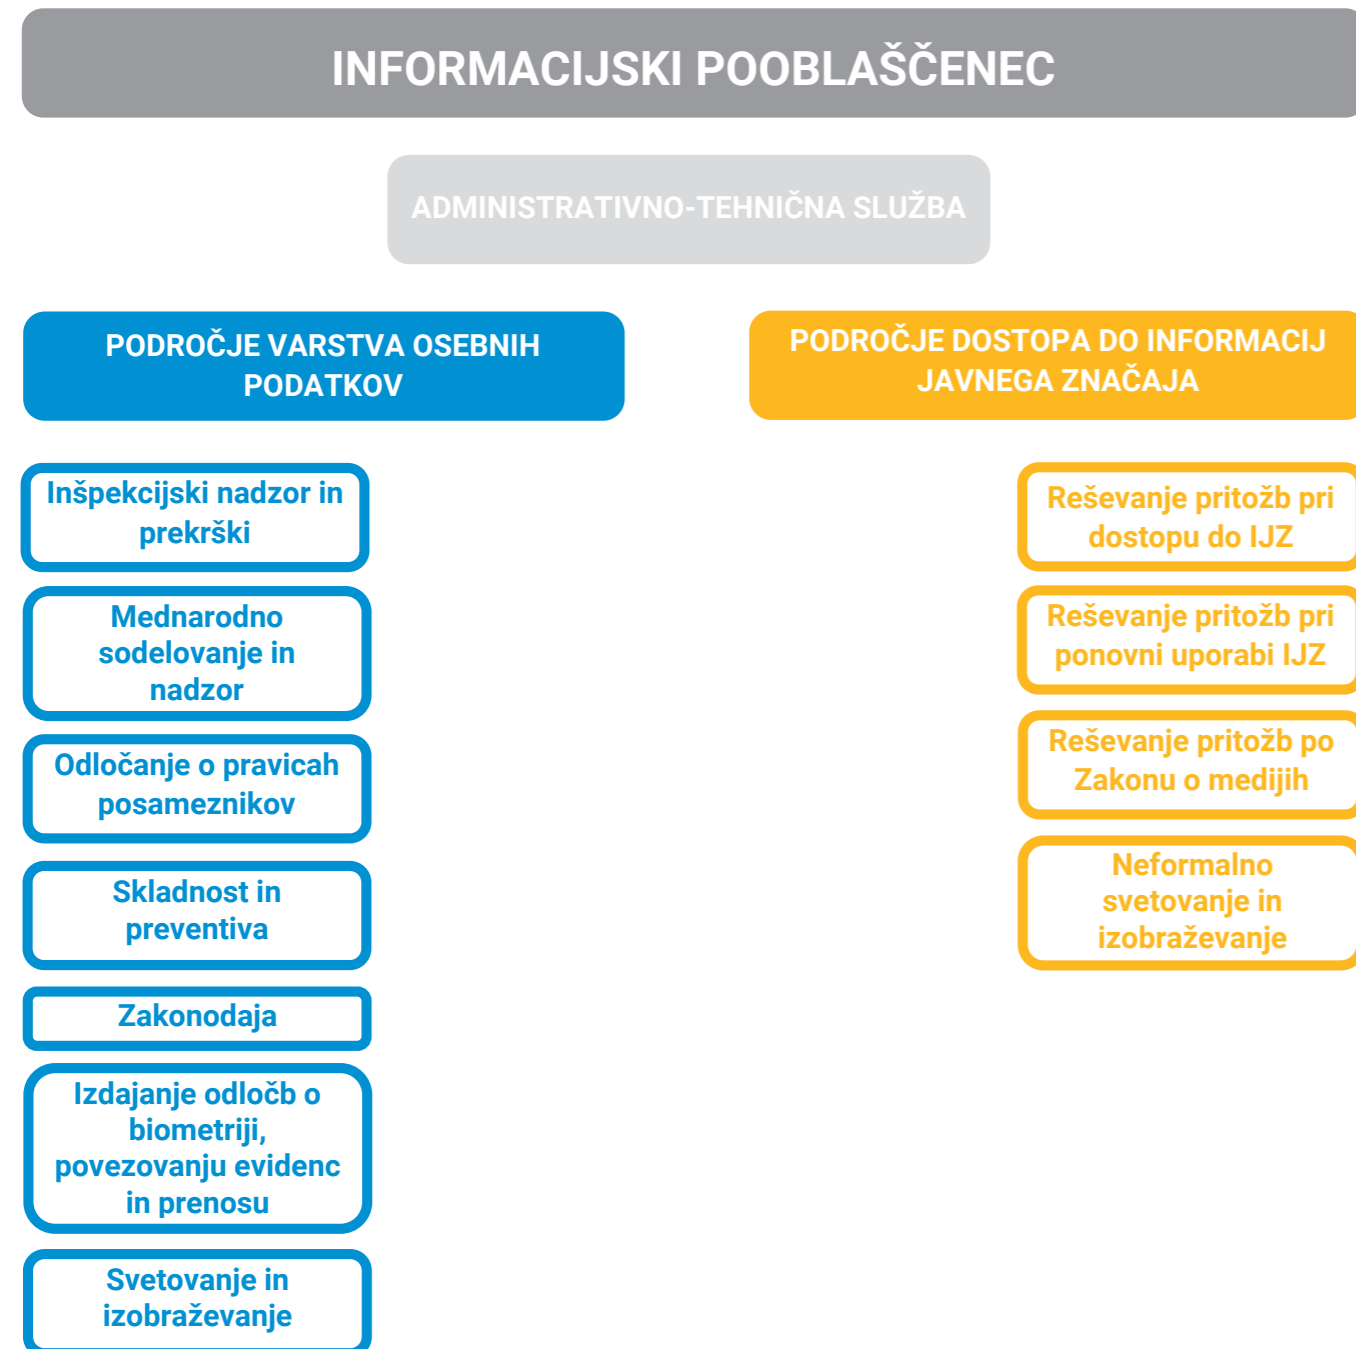 INFORMACIJSKI POOBLAŠČENEC
ADMINISTRATIVNO-TEHNIČNA SLUŽBA
PODROČJE VARSTVA OSEBNIH
PODATKOV
Inšpekcijski nadzor in
prekrški
Mednarodno
sodelovanje in
nadzor
Odločanje o pravicah
posameznikov
Skladnost in
preventiva
Zakonodaja
Izdajanje odločb o
biometriji,
povezovanju evidenc
in prenosu
Svetovanje in
izobraževanje
PODROČJE DOSTOPA DO INFORMACIJ
JAVNEGA ZNAČAJA
Reševanje pritožb pri
dostopu do IJZ
Reševanje pritožb pri
ponovni uporabi IJZ
Reševanje pritožb po
Zakonu o medijih
Neformalno
svetovanje in
izobraževanje